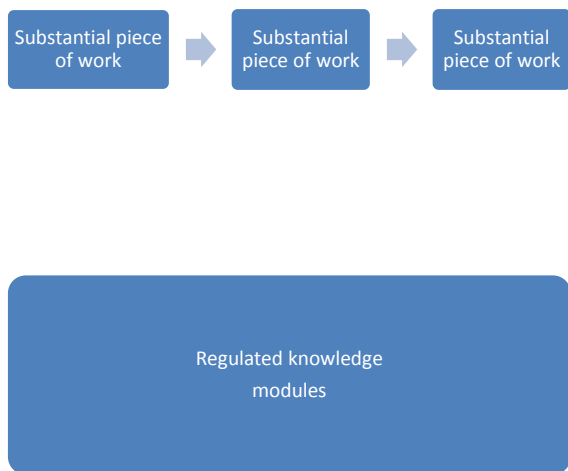 Substantial piece
of work
Substantial
piece of work
Substantial
piece of work
Regulated knowledge
modules